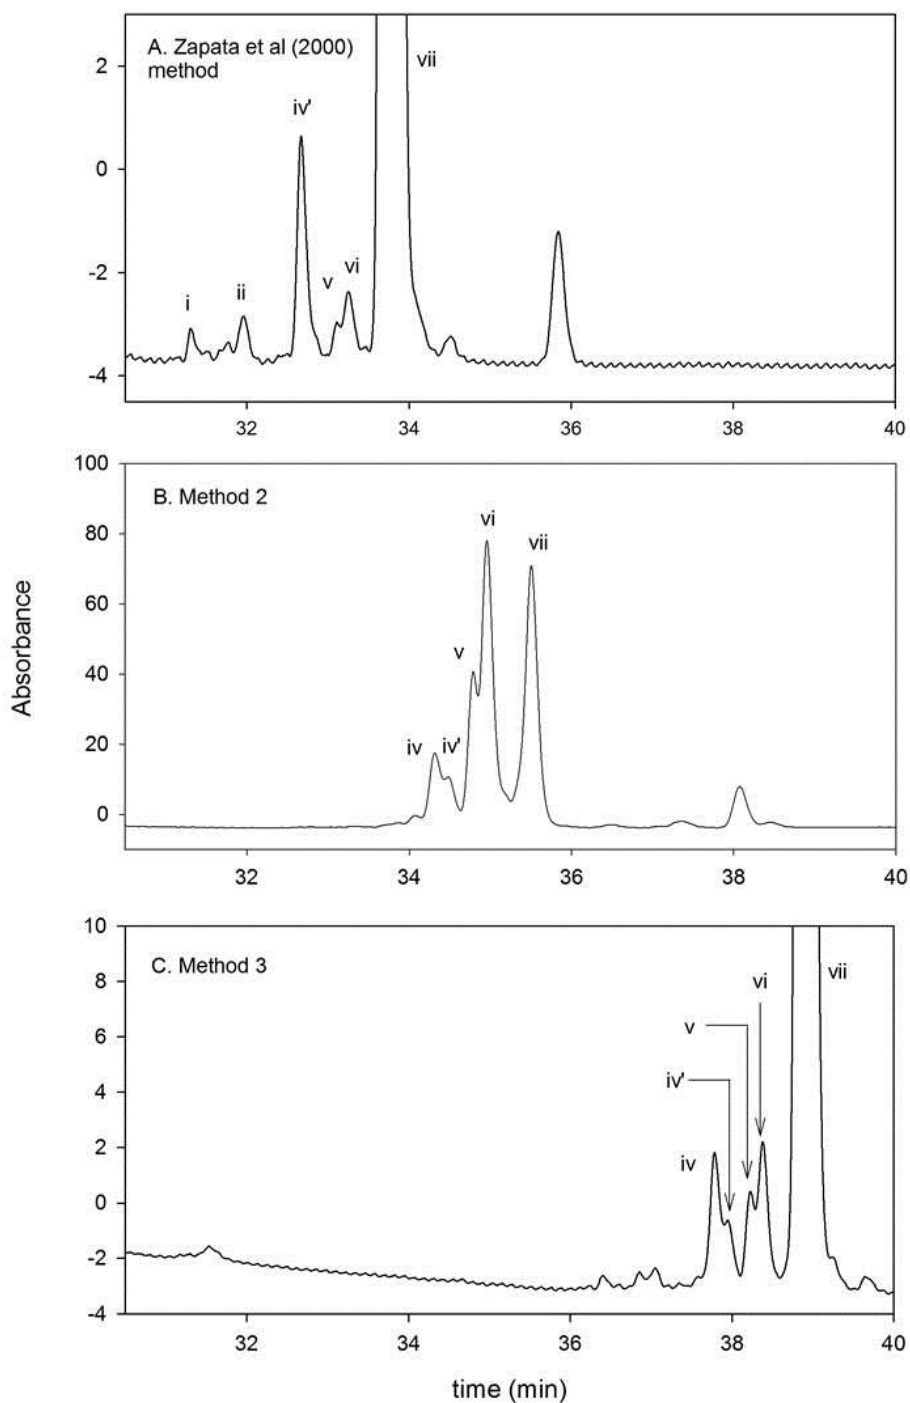 A. Zapata et al (2000)
method
vii
iv'
vi
v
ii
i
2
0
-2
-4
32
34
36
38
40
B. Method 2
vi
vii
v
iv
iv'
100
80
60
40
20
0
32
34
36
38
40
Absorbance
C. Method 3
vi
vii
v
iv'
iv
10
8
6
4
2
0
-2
-4
32
34
36
38
40
time (min)